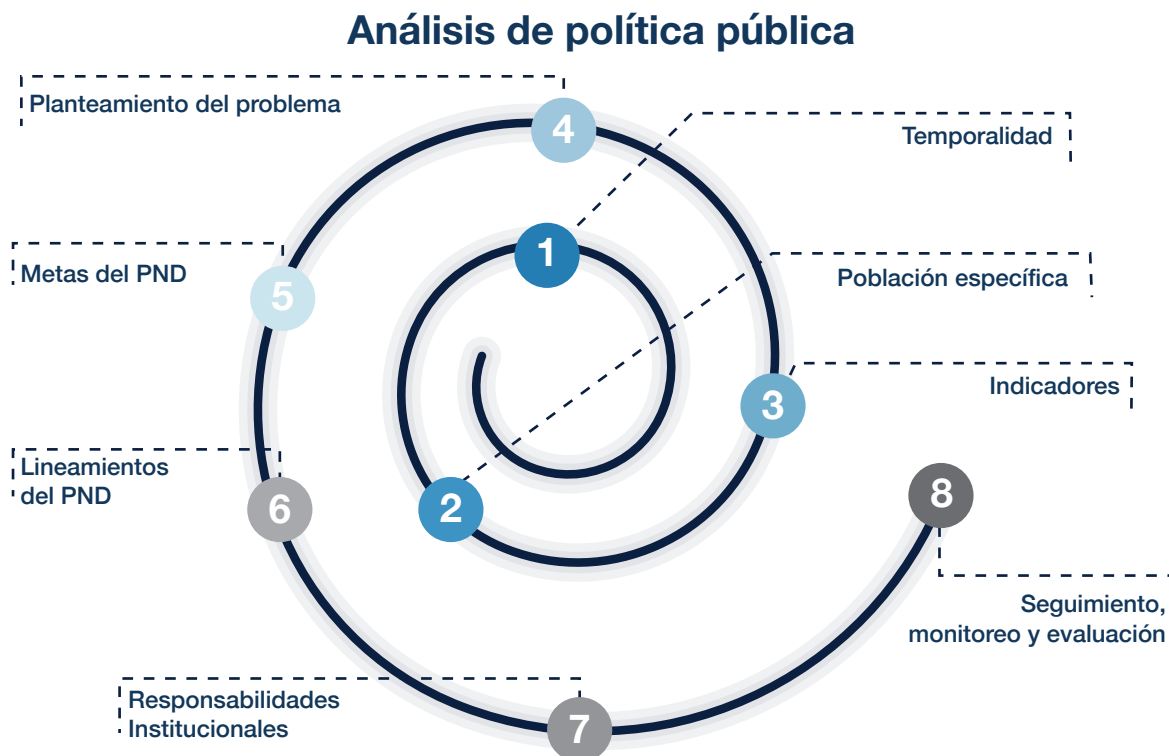 Análisis de política pública
Planteamiento del problema
4
Temporalidad
1
Metas del PND
5
Población específica
3
Indicadores
Lineamientos
del PND
6
2
8
Seguimiento,
monitoreo y evaluación
Responsabilidades
Institucionales
7